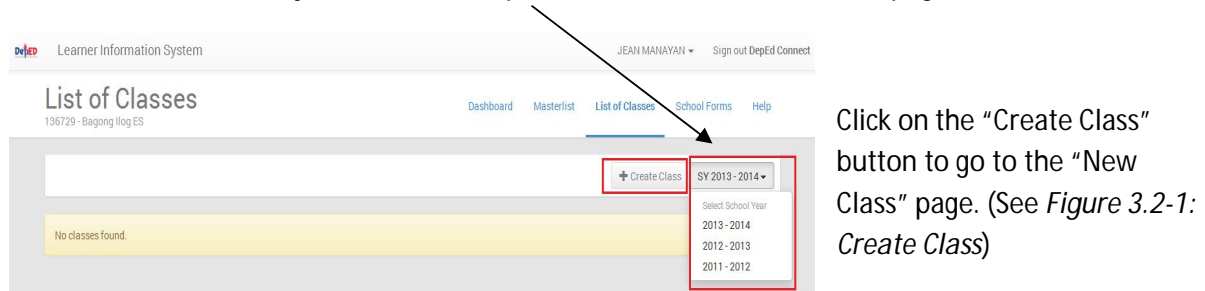 DepED Learner Information System JEAN MANAYAN Sign out DepEd Connect
List of Classes
136729 - Bagong Ilog ES
Dashboard Masterlist List of Classes School Forms Help
Create Class SY 2013 - 2014
Select School Year
2013 - 2014
2012 - 2013
2011 - 2012
No classes found.
Click on the “Create Class”
button to go to the “New
Class” page. (See Figure 3.2-1:
Create Class)